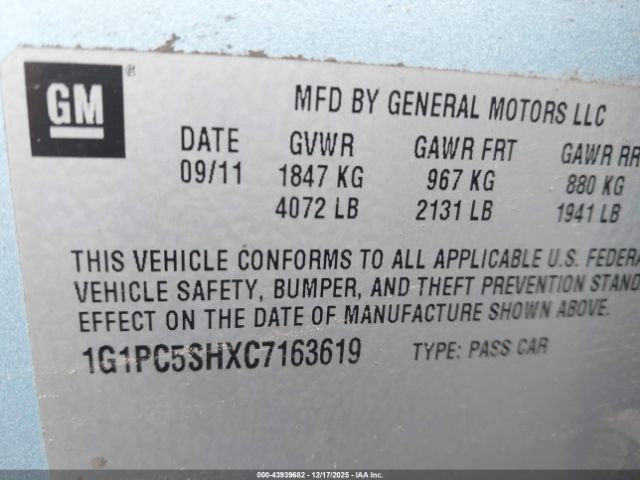 GM®
MFD BY GENERAL MOTORS LLC
DATE GVWR GAWR FRT GAWR RR
09/11 1847 KG 967 KG 880 KG
4072 LB 2131 LB 1941 LB
THIS VEHICLE CONFORMS TO ALL APPLICABLE U.S. FEDERA
VEHICLE SAFETY, BUMPER, AND THEFT PREVENTION STAND
EFFECT ON THE DATE OF MANUFACTURE SHOWN ABOVE.
1G1PC5SHXC7163619 TYPE: PASS CAR
000-43939682 - 12/17/2025 - IAA Inc.